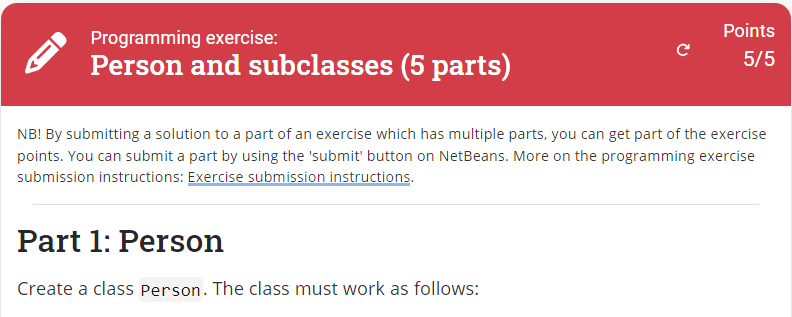 Programming exercise:
Person and subclasses (5 parts)
Points
5/5
NB! By submitting a solution to a part of an exercise which has multiple parts, you can get part of the exercise
points. You can submit a part by using the 'submit' button on NetBeans. More on the programming exercise
submission instructions: Exercise submission instructions.
Part 1: Person
Create a class Person. The class must work as follows: